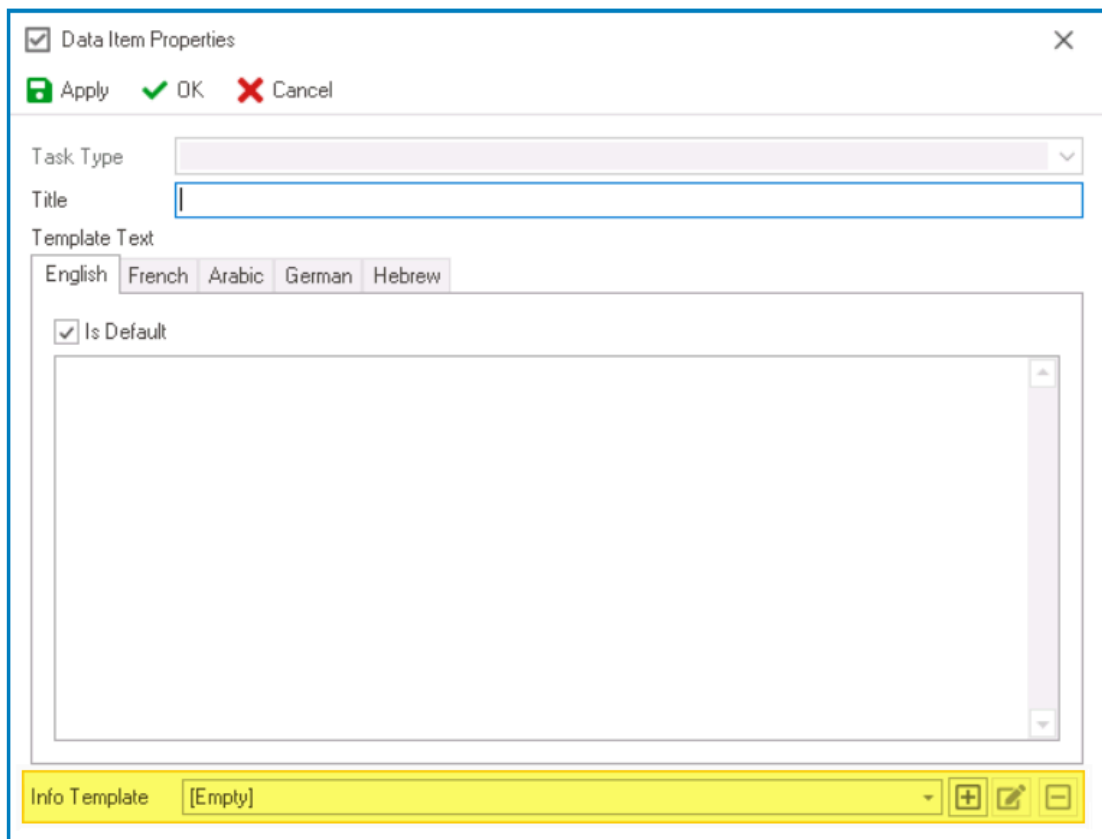 Data Item Properties
Apply OK Cancel
Task Type
Title
Template Text
English French Arabic German Hebrew
Is Default
Info Template [Empty]